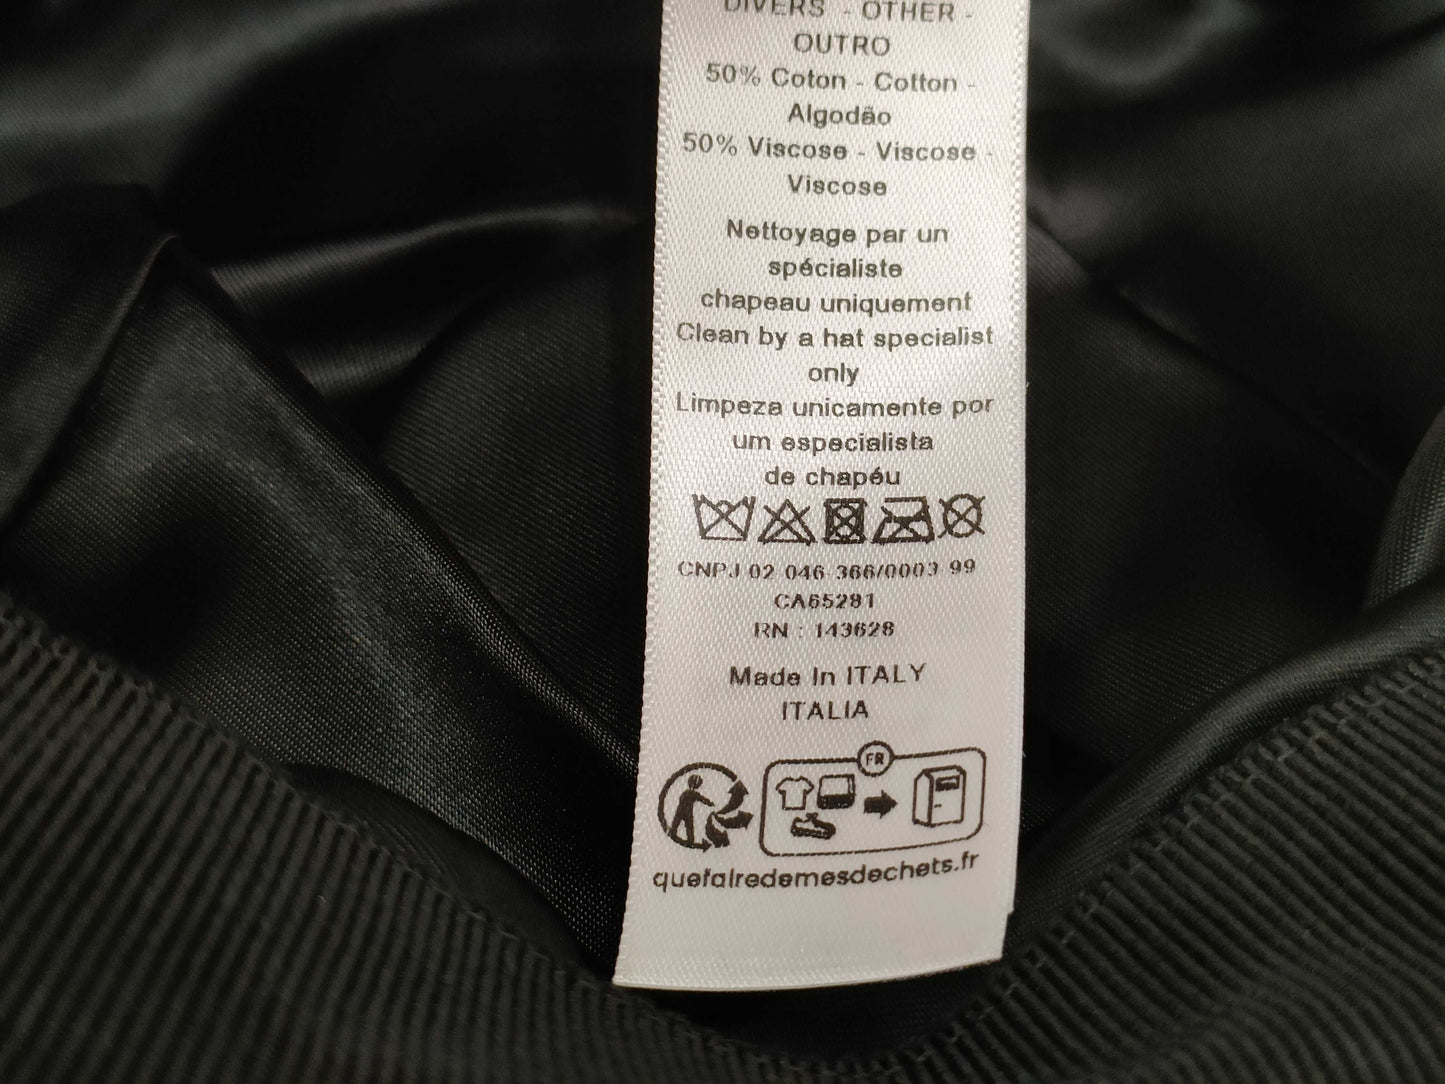 DIVERS - OTHER -
OUTRO
50% Coton - Cotton -
Algodão
50% Viscose - Viscose -
Viscose
Nettoyage par un
spécialiste
chapeau uniquement
Clean by a hat specialist
only
Limpeza unicamente por
um especialista
de chapéu
CNPJ 02 046 366/0003 99
CA65281
RN : 143628
Made In ITALY
ITALIA
FR
quefairedemesdechets.fr